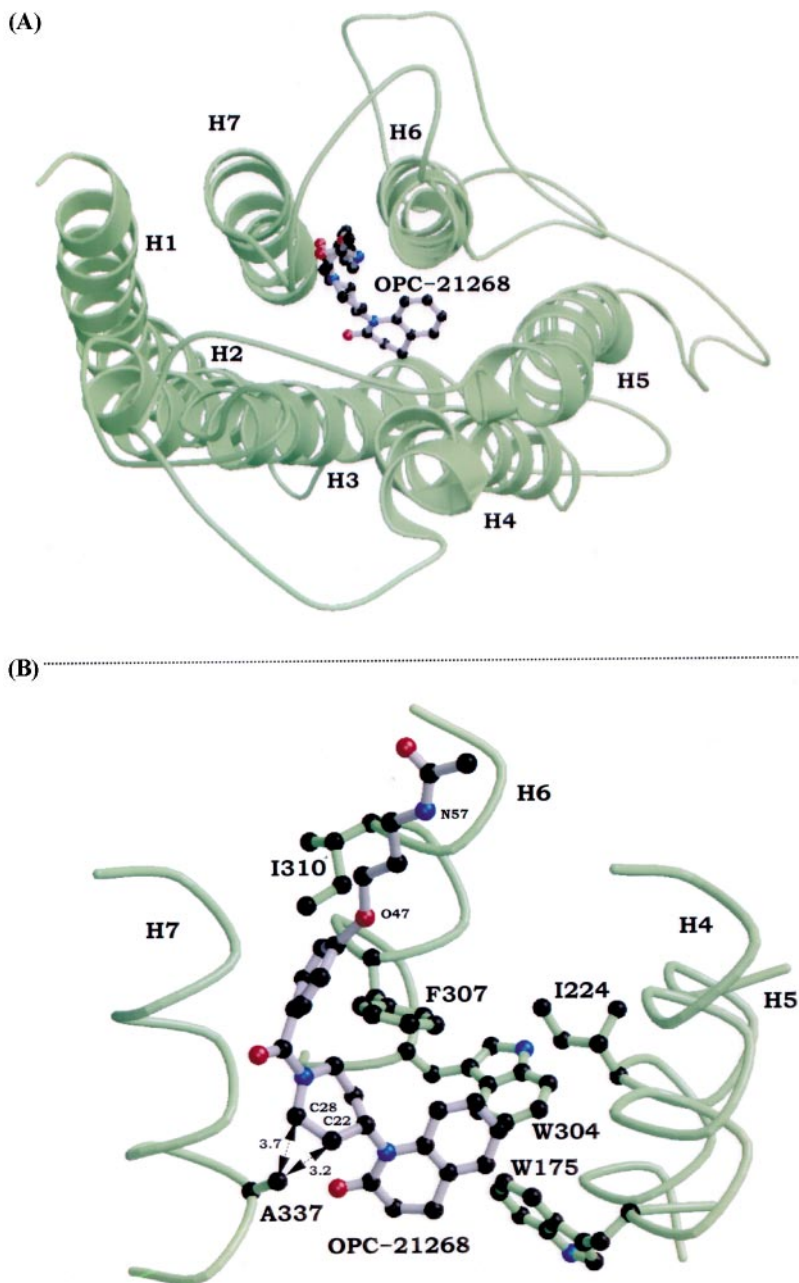 (A)
H7
H6
H1
OPC-21268
H2
H5
H3
H4
(B)
H6
N57
I310
H7
O47
H4
F307
I224
H5
C28
C22
W304
3.7
3.2
W175
A337
OPC-21268